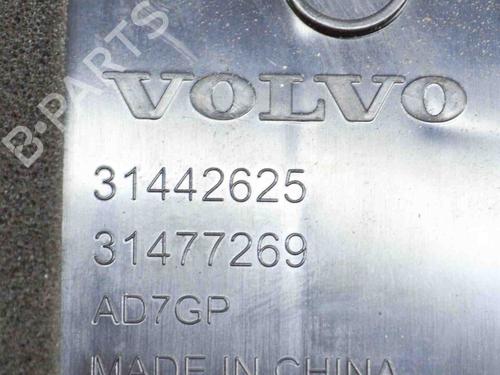 B-PARTS
VOLVO
31442625
31477269
AD7GP
MADE IN CHINA